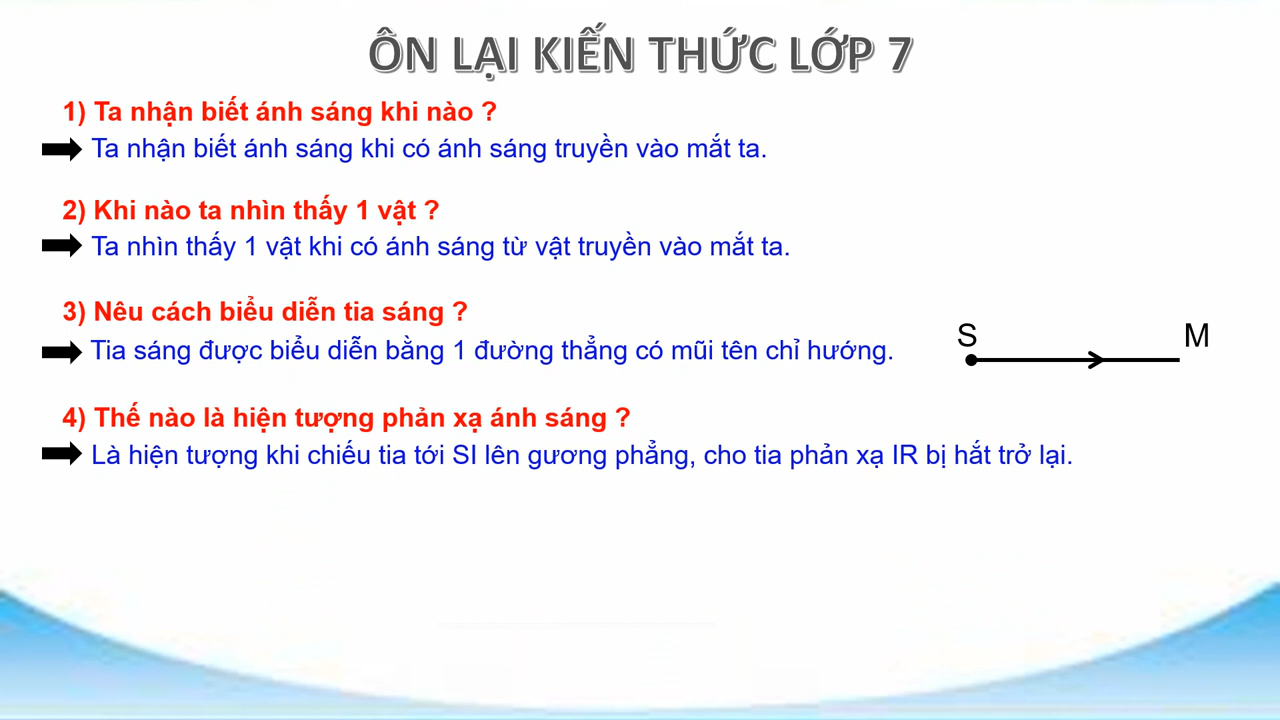 ÔN LẠI KIẾN THỨC LỚP 7
1) Ta nhận biết ánh sáng khi nào ?
Ta nhận biết ánh sáng khi có ánh sáng truyền vào mắt ta.
2) Khi nào ta nhìn thấy 1 vật ?
Ta nhìn thấy 1 vật khi có ánh sáng từ vật truyền vào mắt ta.
3) Nêu cách biểu diễn tia sáng ?
Tia sáng được biểu diễn bằng 1 đường thẳng có mũi tên chỉ hướng.
S M
4) Thế nào là hiện tượng phản xạ ánh sáng ?
Là hiện tượng khi chiếu tia tới SI lên gương phẳng, cho tia phản xạ IR bị hắt trở lại.